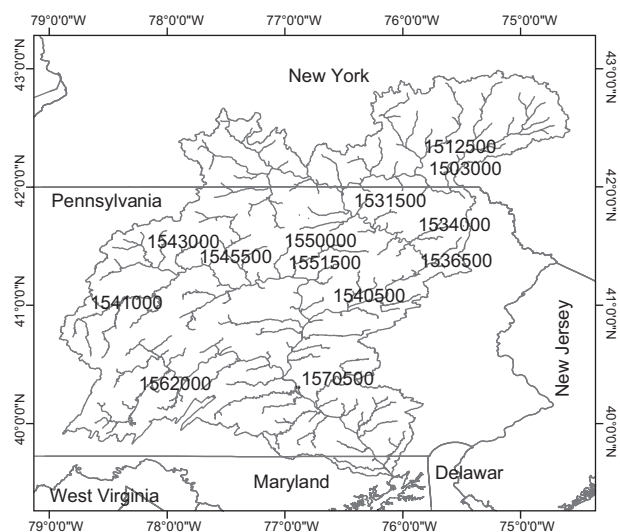 79°0'0"W 78°0'0"W 77°0'0"W 76°0'0"W 75°0'0"W
43°0'0"N 43°0'0"N
New York
1512500
1503000
42°0'0"N 42°0'0"N
Pennsylvania
1531500
1534000
1543000 1550000
1545500 1551500 1536500
1541000 1540500
41°0'0"N 41°0'0"N
New Jersey
1562000 1570500
40°0'0"N 40°0'0"N
Delawar
Maryland
West Virginia
79°0'0"W 78°0'0"W 77°0'0"W 76°0'0"W 75°0'0"W